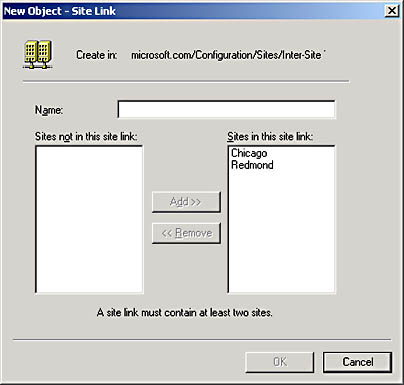 New Object - Site Link
Create in: microsoft.com/Configuration/Sites/Inter-Site
Name:
Sites not in this site link: Sites in this site link:
Chicago
Redmond
Add >>
<< Remove
A site link must contain at least two sites.
OK Cancel